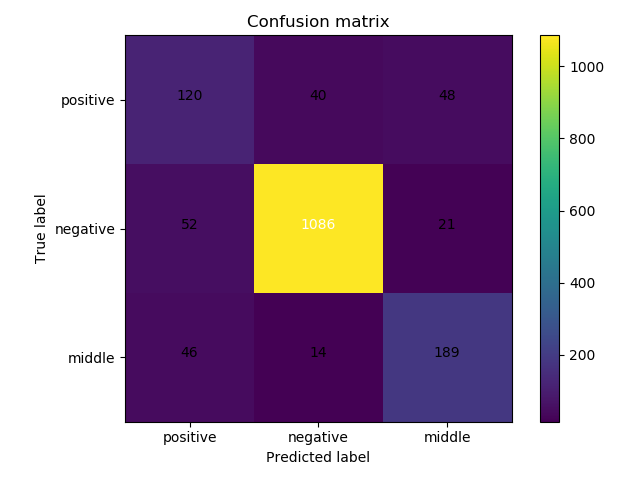 Confusion matrix
True label
positive 120 40 48
negative 52 1086 21
middle 46 14 189
positive negative middle
Predicted label
1000
800
600
400
200